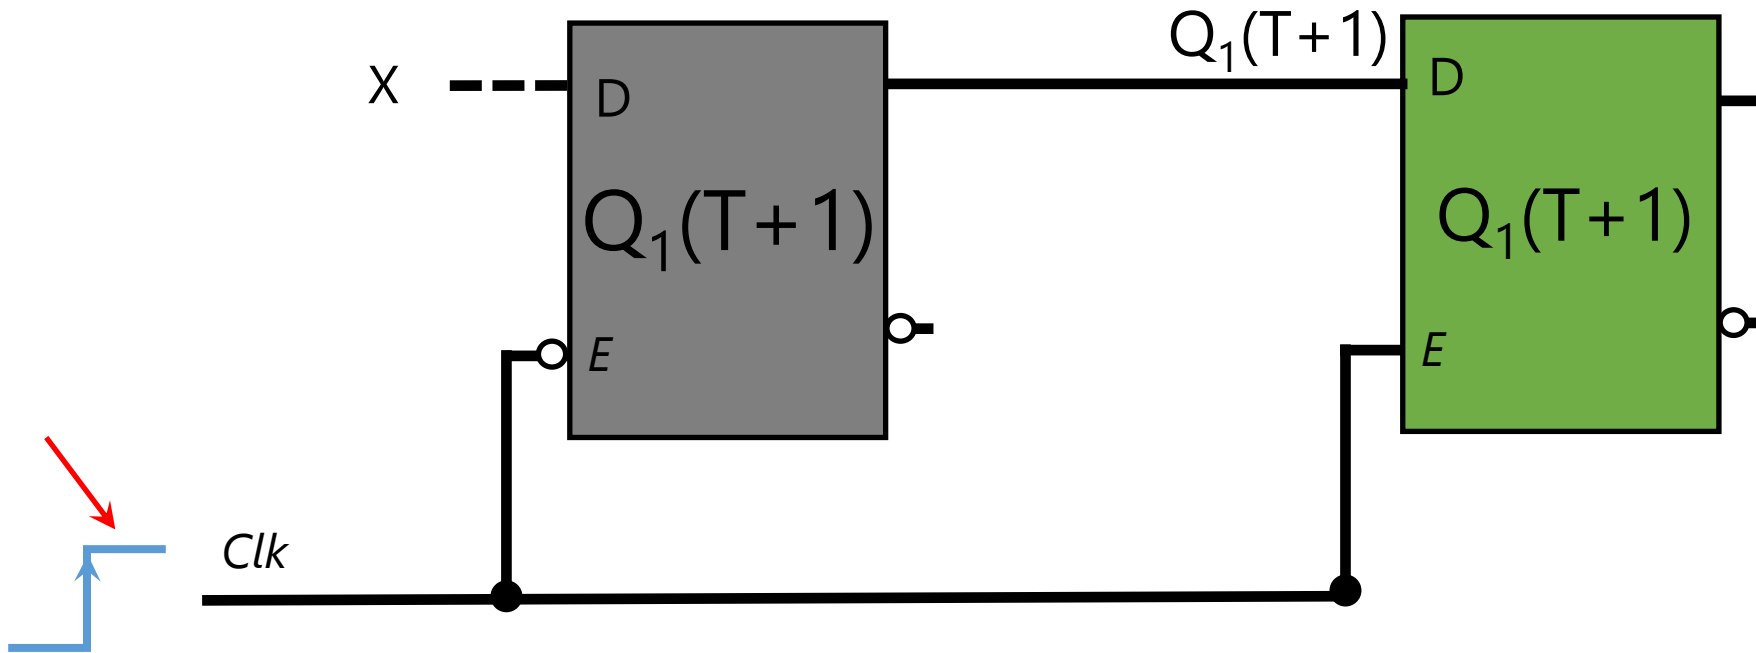 Q₁(T+1)
X
D
D
Q₁(T+1)
Q₁(T+1)
E
E
Clk